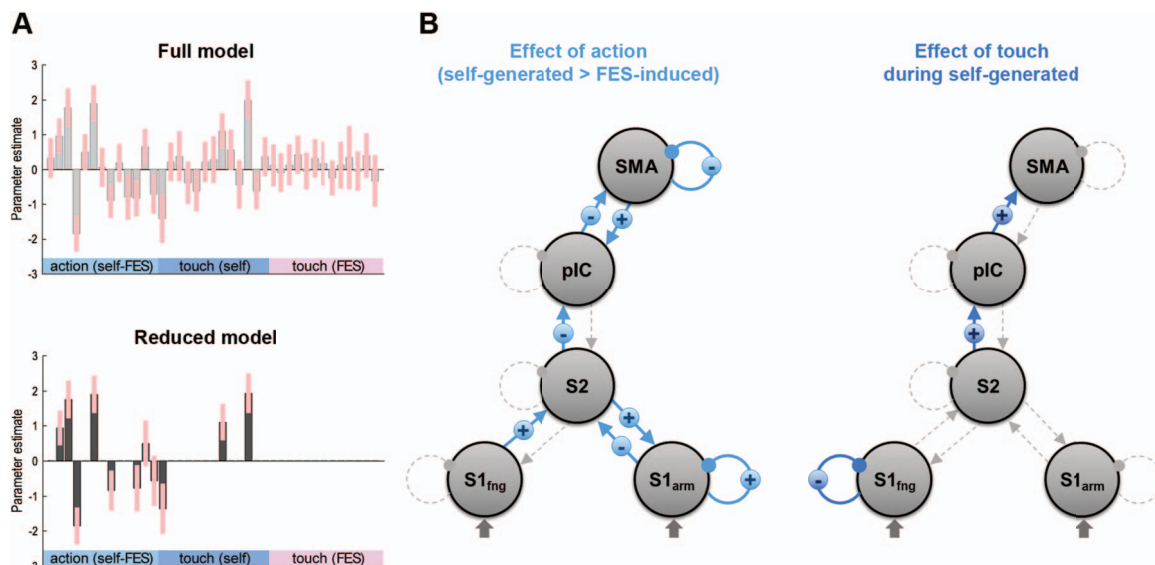 A
Full model
3
2
1
0
-1
-2
-3
Parameter estimate
action (self-FES) touch (self) touch (FES)
Reduced model
3
2
1
0
-1
-2
Parameter estimate
action (self-FES) touch (self) touch (FES)
B
Effect of action
(self-generated > FES-induced)
SMA
-
-
+
pIC
-
S2
+
+
-
S1fng
S1arm
+
Effect of touch
during self-generated
SMA
+
pIC
+
S2
-
S1fng
S1arm